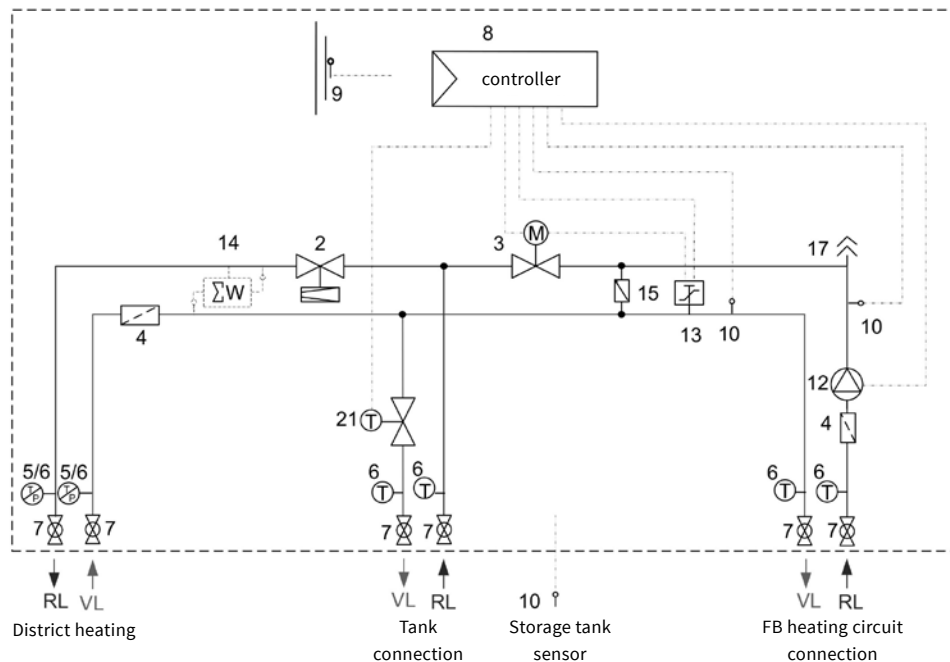 8
controller
9
14
2
3
M
17
ΣW
15
10
4
13
10
12
21
T
4
5/6
5/6
6
6
6
6
T
P
T
P
T
T
T
T
7
7
7
7
7
7
RL
VL
VL
RL
10
VL
RL
District heating
Tank
connection
Storage tank
sensor
FB heating circuit
connection